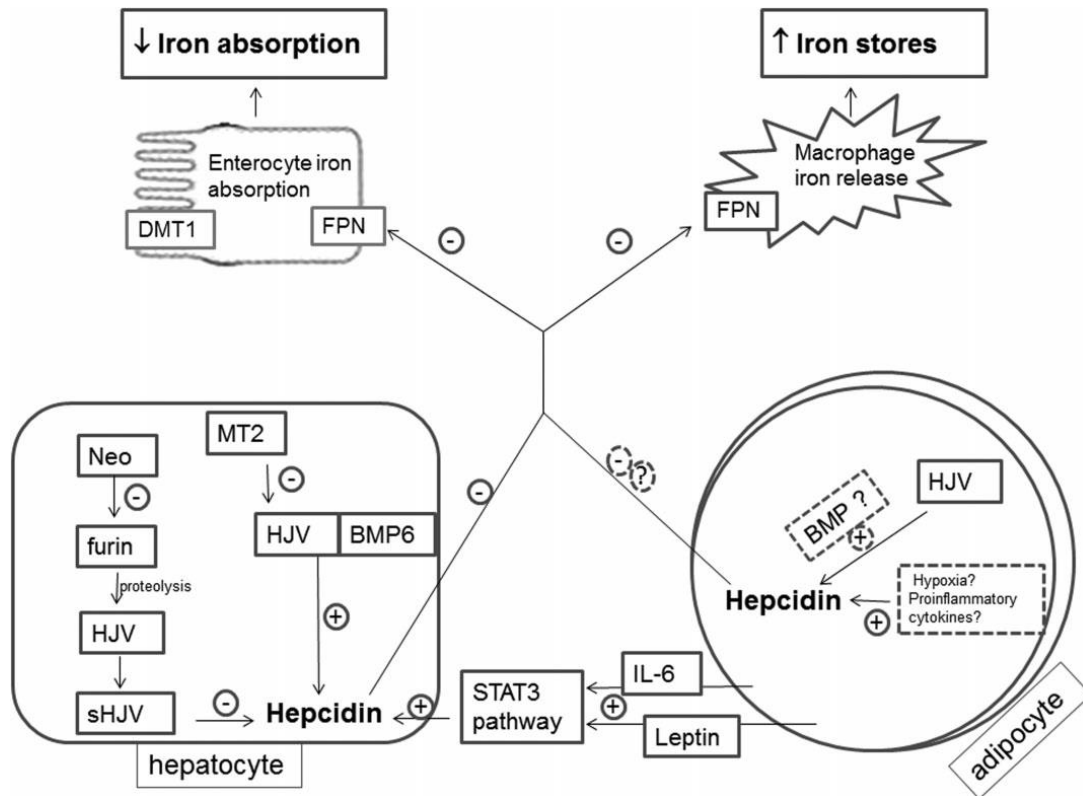 ↓ Iron absorption
↑ Iron stores
Enterocyte iron
absorption
DMT1
FPN
Macrophage
iron release
FPN
-
-
MT2
Neo
-
-
furin
HJV
BMP6
proteolysis
+
HJV
sHJV
-
Hepcidin
hepatocyte
-
-
?
HJV
BMP ?
+
Hepcidin
Hypoxia?
Proinflammatory
cytokines?
+
IL-6
STAT3
pathway
+
+
Leptin
adipocyte